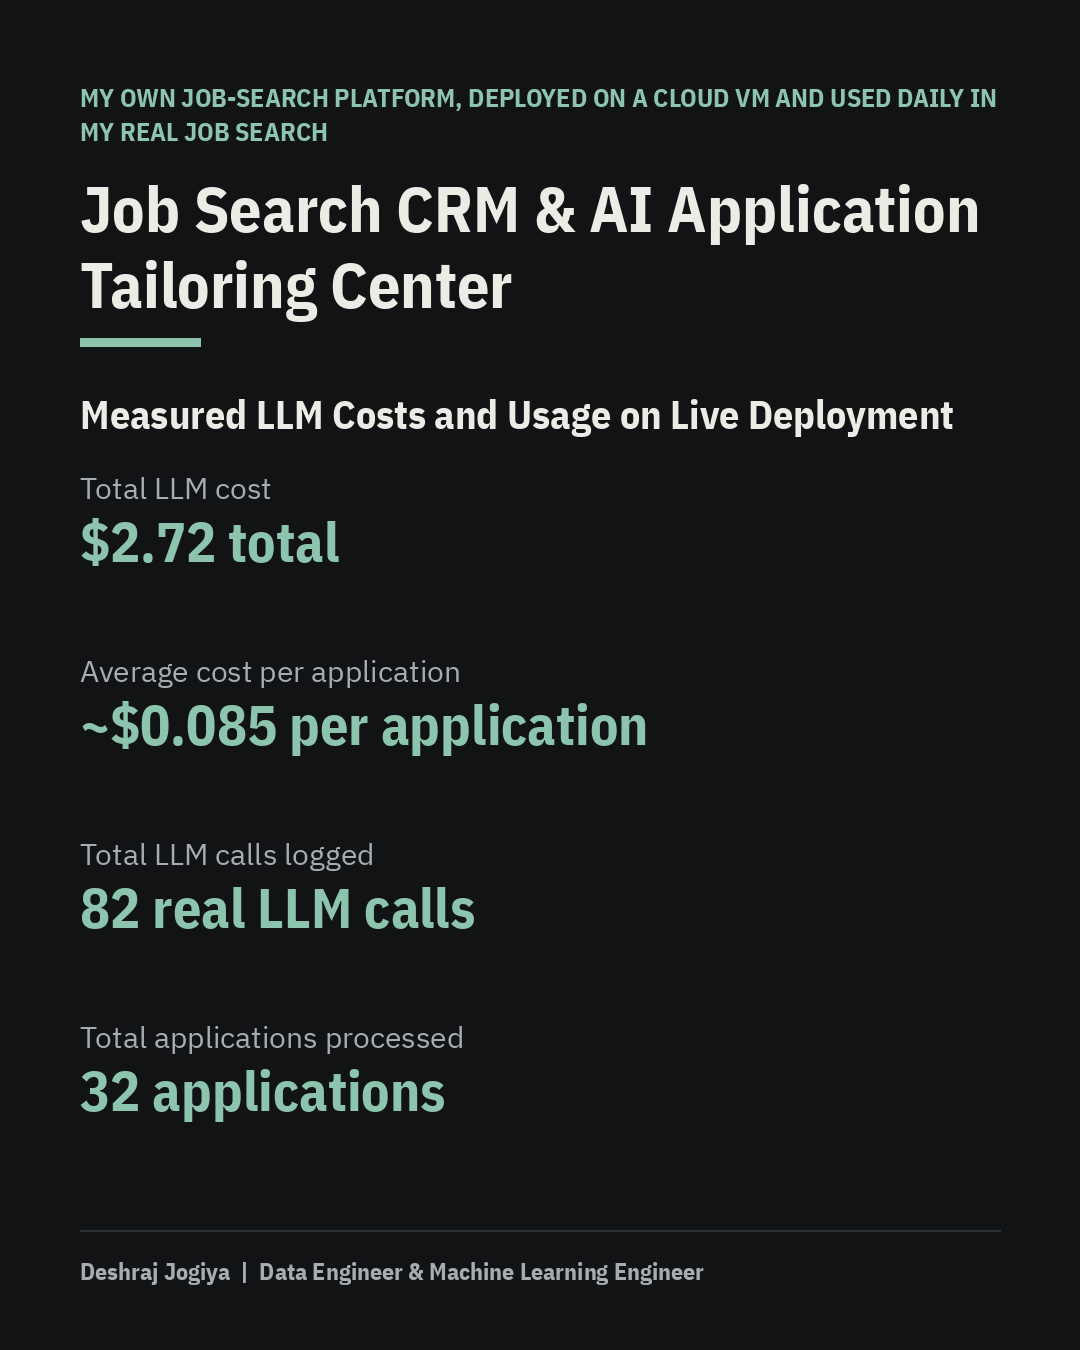 MY OWN JOB-SEARCH PLATFORM, DEPLOYED ON A CLOUD VM AND USED DAILY IN
MY REAL JOB SEARCH
Job Search CRM & AI Application
Tailoring Center
Measured LLM Costs and Usage on Live Deployment
Total LLM cost
$2.72 total
Average cost per application
~$0.085 per application
Total LLM calls logged
82 real LLM calls
Total applications processed
32 applications
Deshraj Jogiya | Data Engineer & Machine Learning Engineer